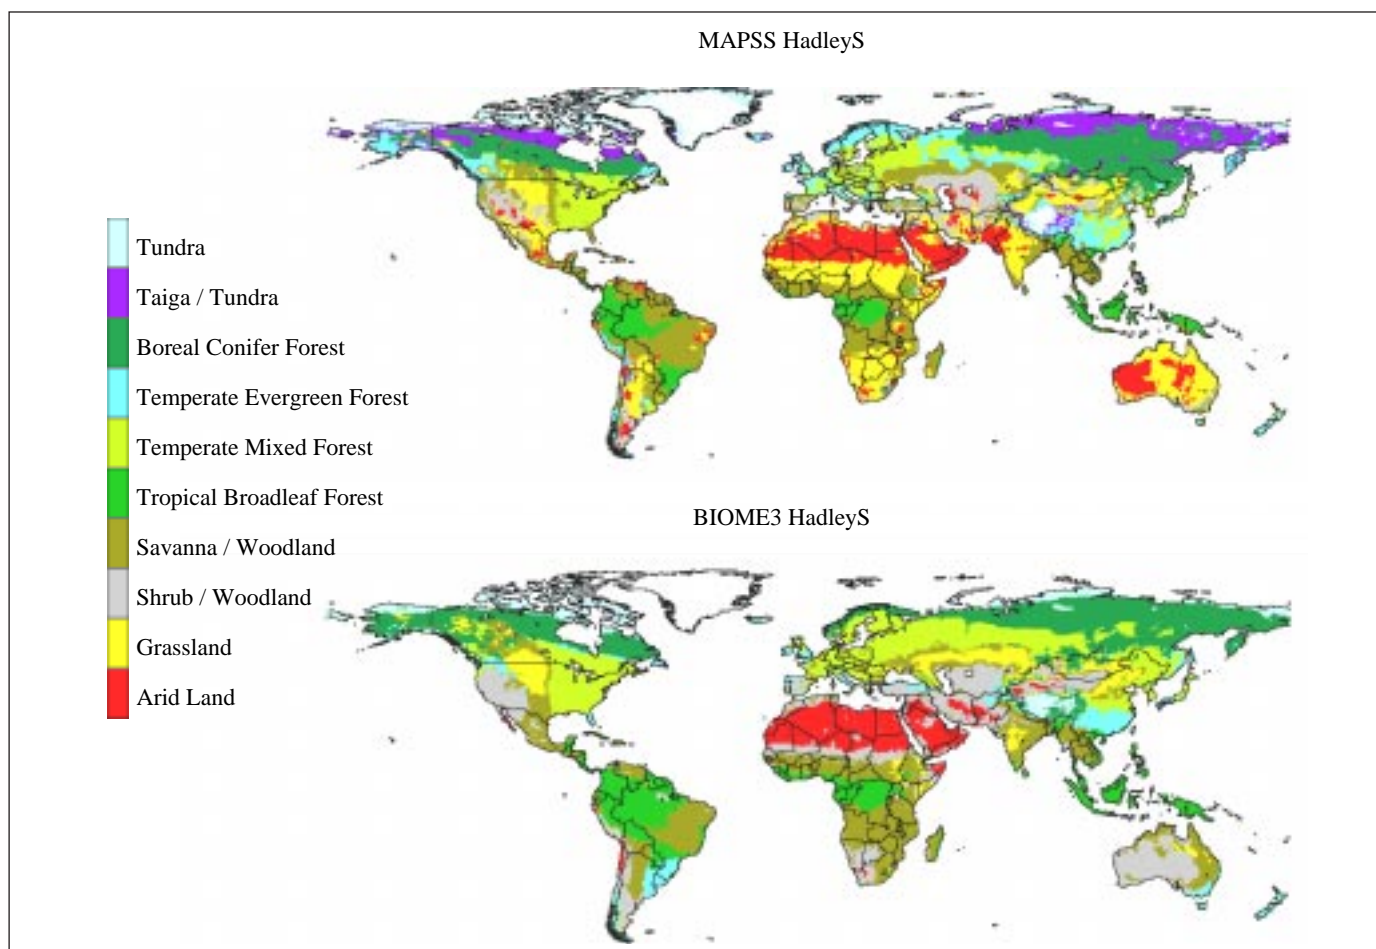 MAPSS HadleyS
Tundra
Taiga / Tundra
Boreal Conifer Forest
Temperate Evergreen Forest
Temperate Mixed Forest
Tropical Broadleaf Forest
Savanna / Woodland
Shrub / Woodland
Grassland
Arid Land
BIOME3 HadleyS